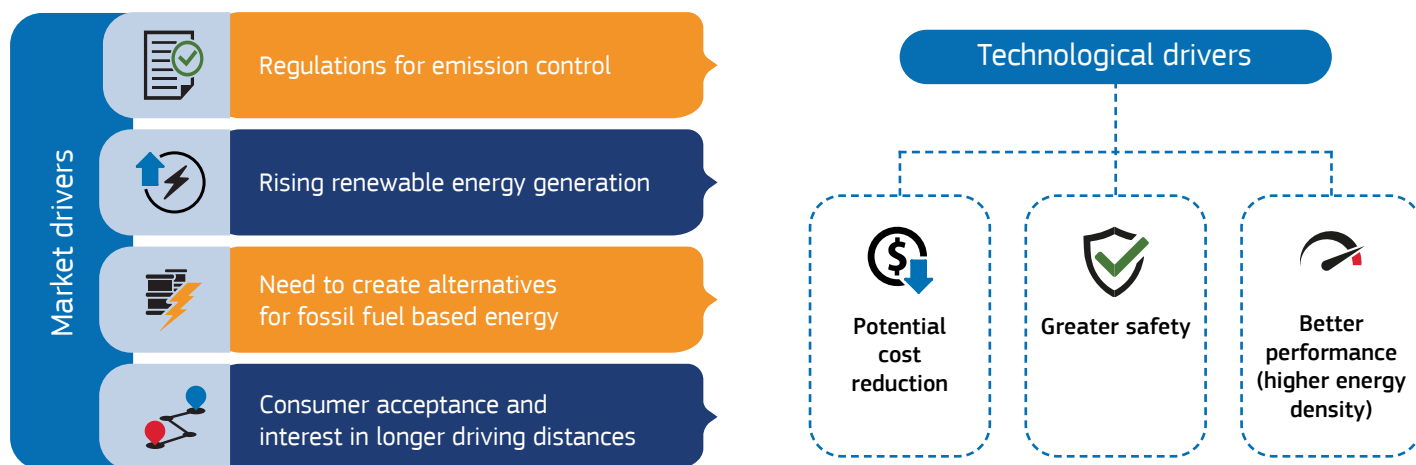 Market drivers
Regulations for emission control
Rising renewable energy generation
Need to create alternatives
for fossil fuel based energy
Consumer acceptance and
interest in longer driving distances
Technological drivers
$
Potential
cost
reduction
Greater safety
Better
performance
(higher energy
density)